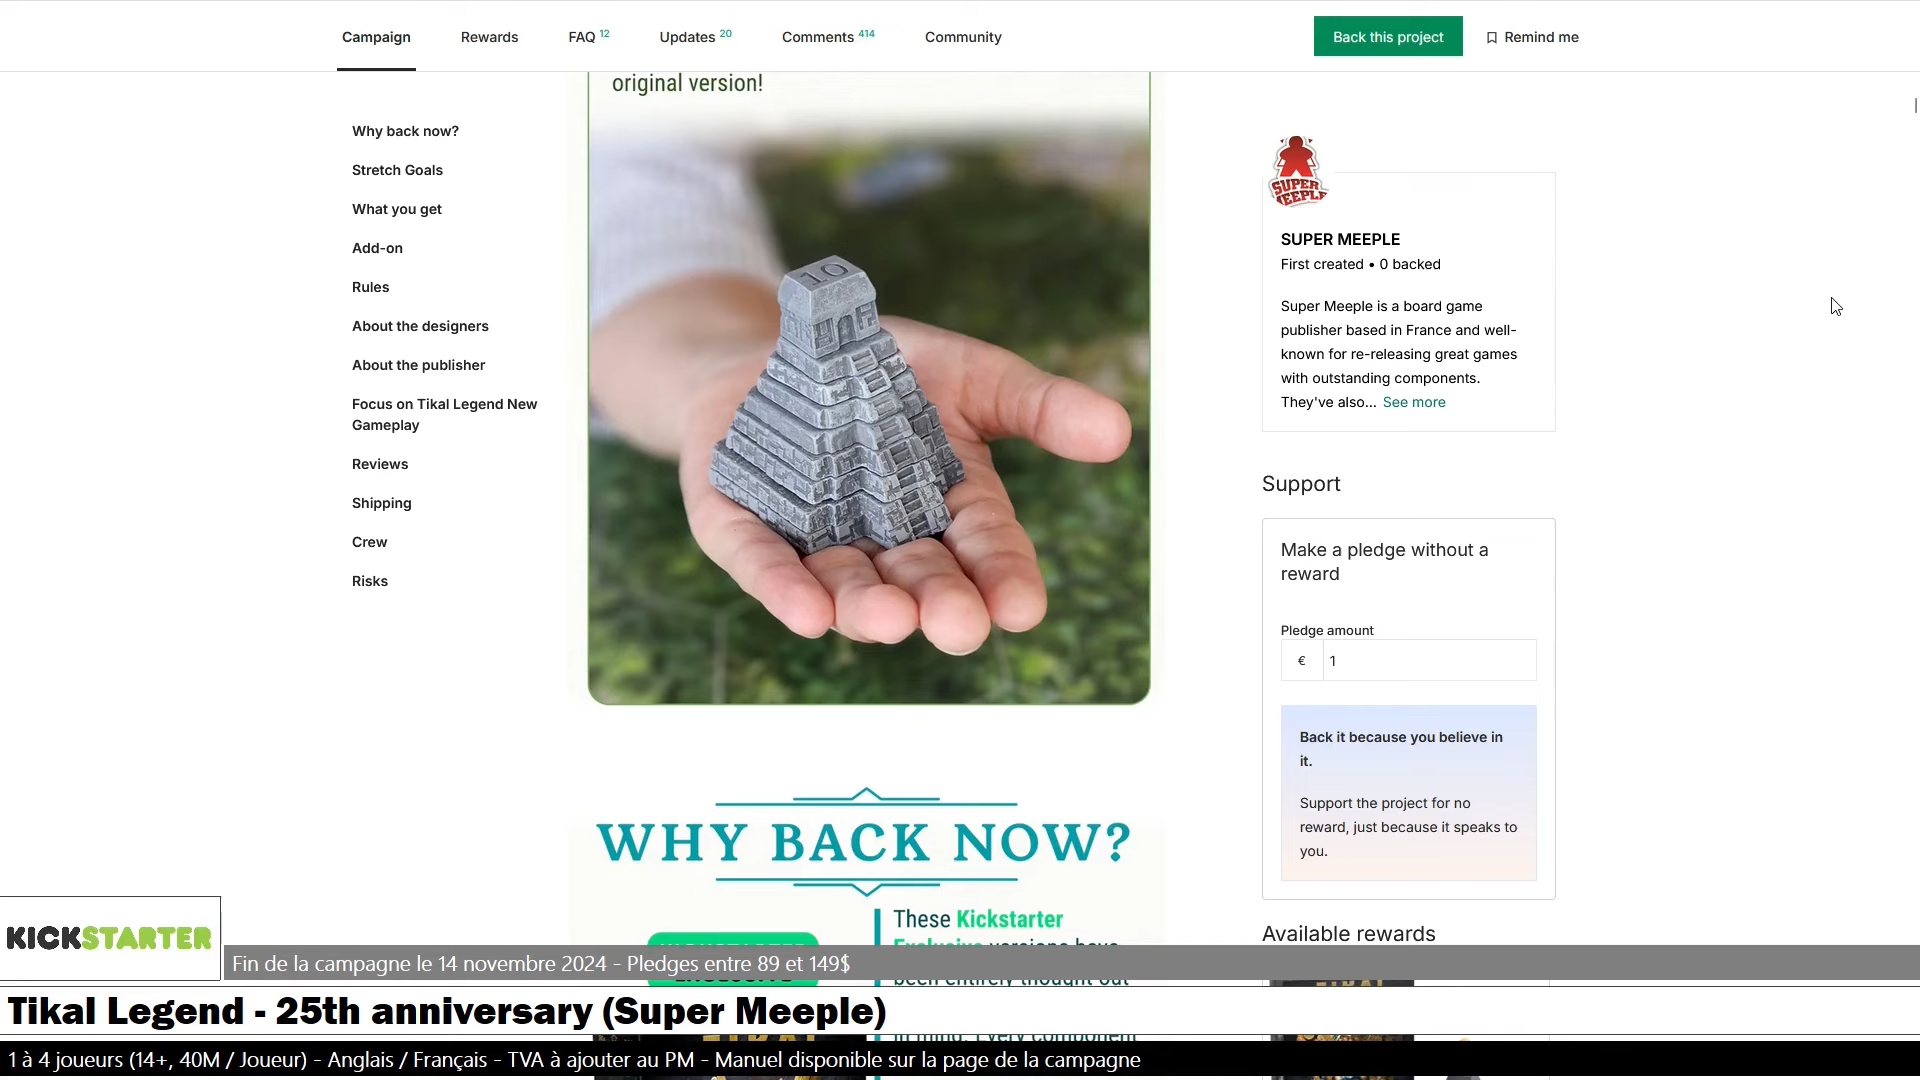 Campaign
Rewards
FAQ 12
Updates 20
Comments 414
Community
Back this project
Remind me
original version!
Why back now?
Stretch Goals
What you get
Add-on
Rules
About the designers
About the publisher
Focus on Tikal Legend New
Gameplay
Reviews
Shipping
Crew
Risks
10
SUPER
MEEPLE
SUPER MEEPLE
First created • 0 backed
Super Meeple is a board game
publisher based in France and well-
known for re-releasing great games
with outstanding components.
They've also... See more
Support
Make a pledge without a
reward
Pledge amount
€ 1
Back it because you believe in
it.
Support the project for no
reward, just because it speaks to
you.
Available rewards
WHY BACK NOW?
These Kickstarter
been entirely thought out
KICKSTARTER
Fin de la campagne le 14 novembre 2024 - Pledges entre 89 et 149$
Tikal Legend - 25th anniversary (Super Meeple)
1 à 4 joueurs (14+, 40M / Joueur) - Anglais / Français - TVA à ajouter au PM - Manuel disponible sur la page de la campagne